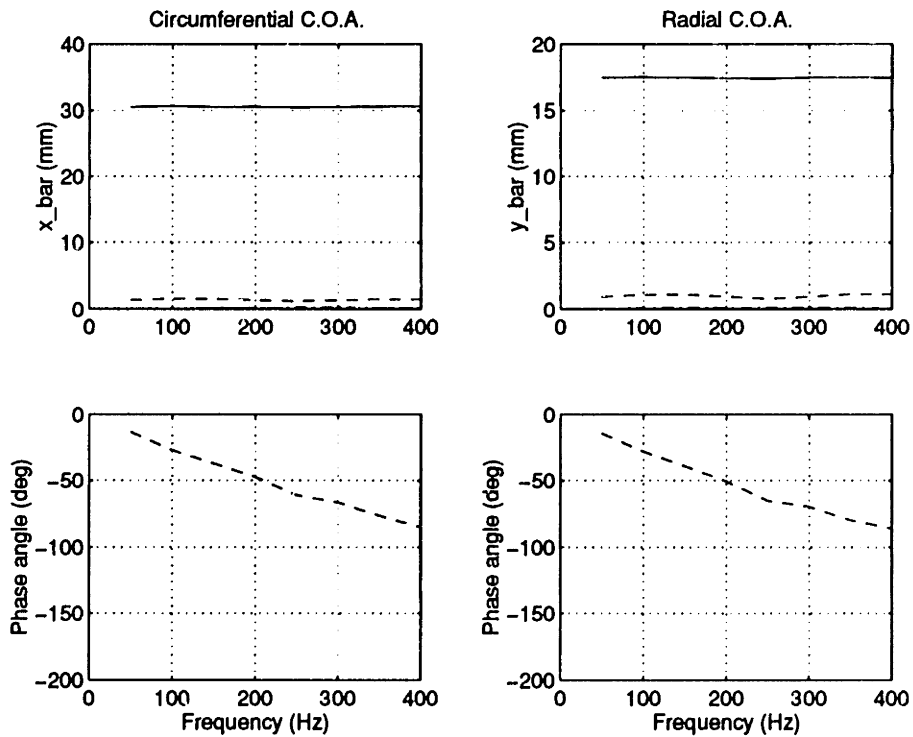 Circumferential C.O.A.
40
30
20
10
0
x_bar (mm)
0 100 200 300 400
Radial C.O.A.
20
15
10
5
0
y_bar (mm)
0 100 200 300 400
0
−50
−100
−150
−200
Phase angle (deg)
0 100 200 300 400
Frequency (Hz)
0
−50
−100
−150
−200
Phase angle (deg)
0 100 200 300 400
Frequency (Hz)